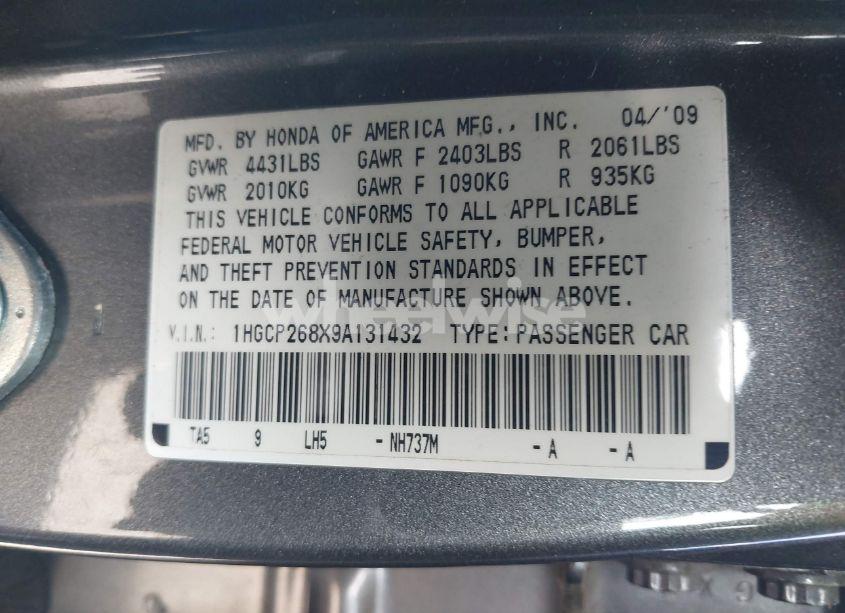 MFD. BY HONDA OF AMERICA MFG., INC. 04/'09
GVWR 4431LBS GAWR F 2403LBS R 2061LBS
GVWR 2010KG GAWR F 1090KG R 935KG
THIS VEHICLE CONFORMS TO ALL APPLICABLE
FEDERAL MOTOR VEHICLE SAFETY, BUMPER,
AND THEFT PREVENTION STANDARDS IN EFFECT
ON THE DATE OF MANUFACTURE SHOWN ABOVE.
wheelwise
V.I.N.: 1HGCP268X9A131432 TYPE:PASSENGER CAR
TA5 9 LH5 - NH737M - A - A